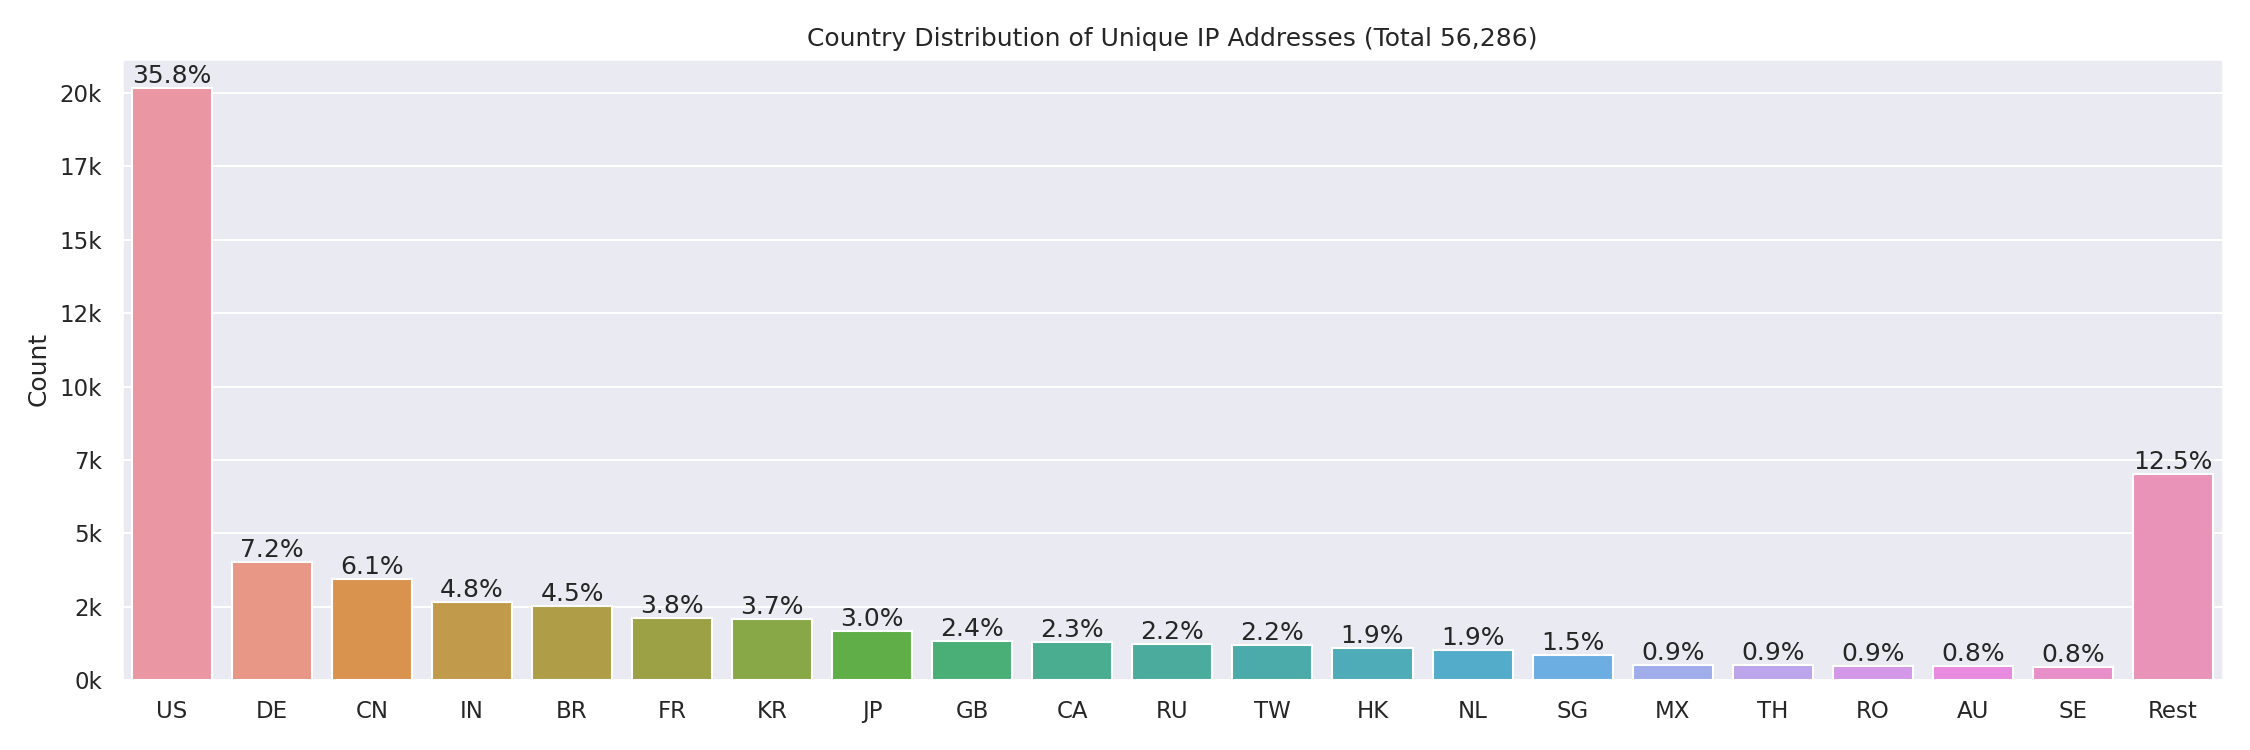 Country Distribution of Unique IP Addresses (Total 56,286)
Count
20k
17k
15k
12k
10k
7k
5k
2k
0k
35.8%
7.2%
6.1%
4.8%
4.5%
3.8%
3.7%
3.0%
2.4%
2.3%
2.2%
2.2%
1.9%
1.9%
1.5%
0.9%
0.9%
0.9%
0.8%
0.8%
12.5%
US DE CN IN BR FR KR JP GB CA RU TW HK NL SG MX TH RO AU SE Rest